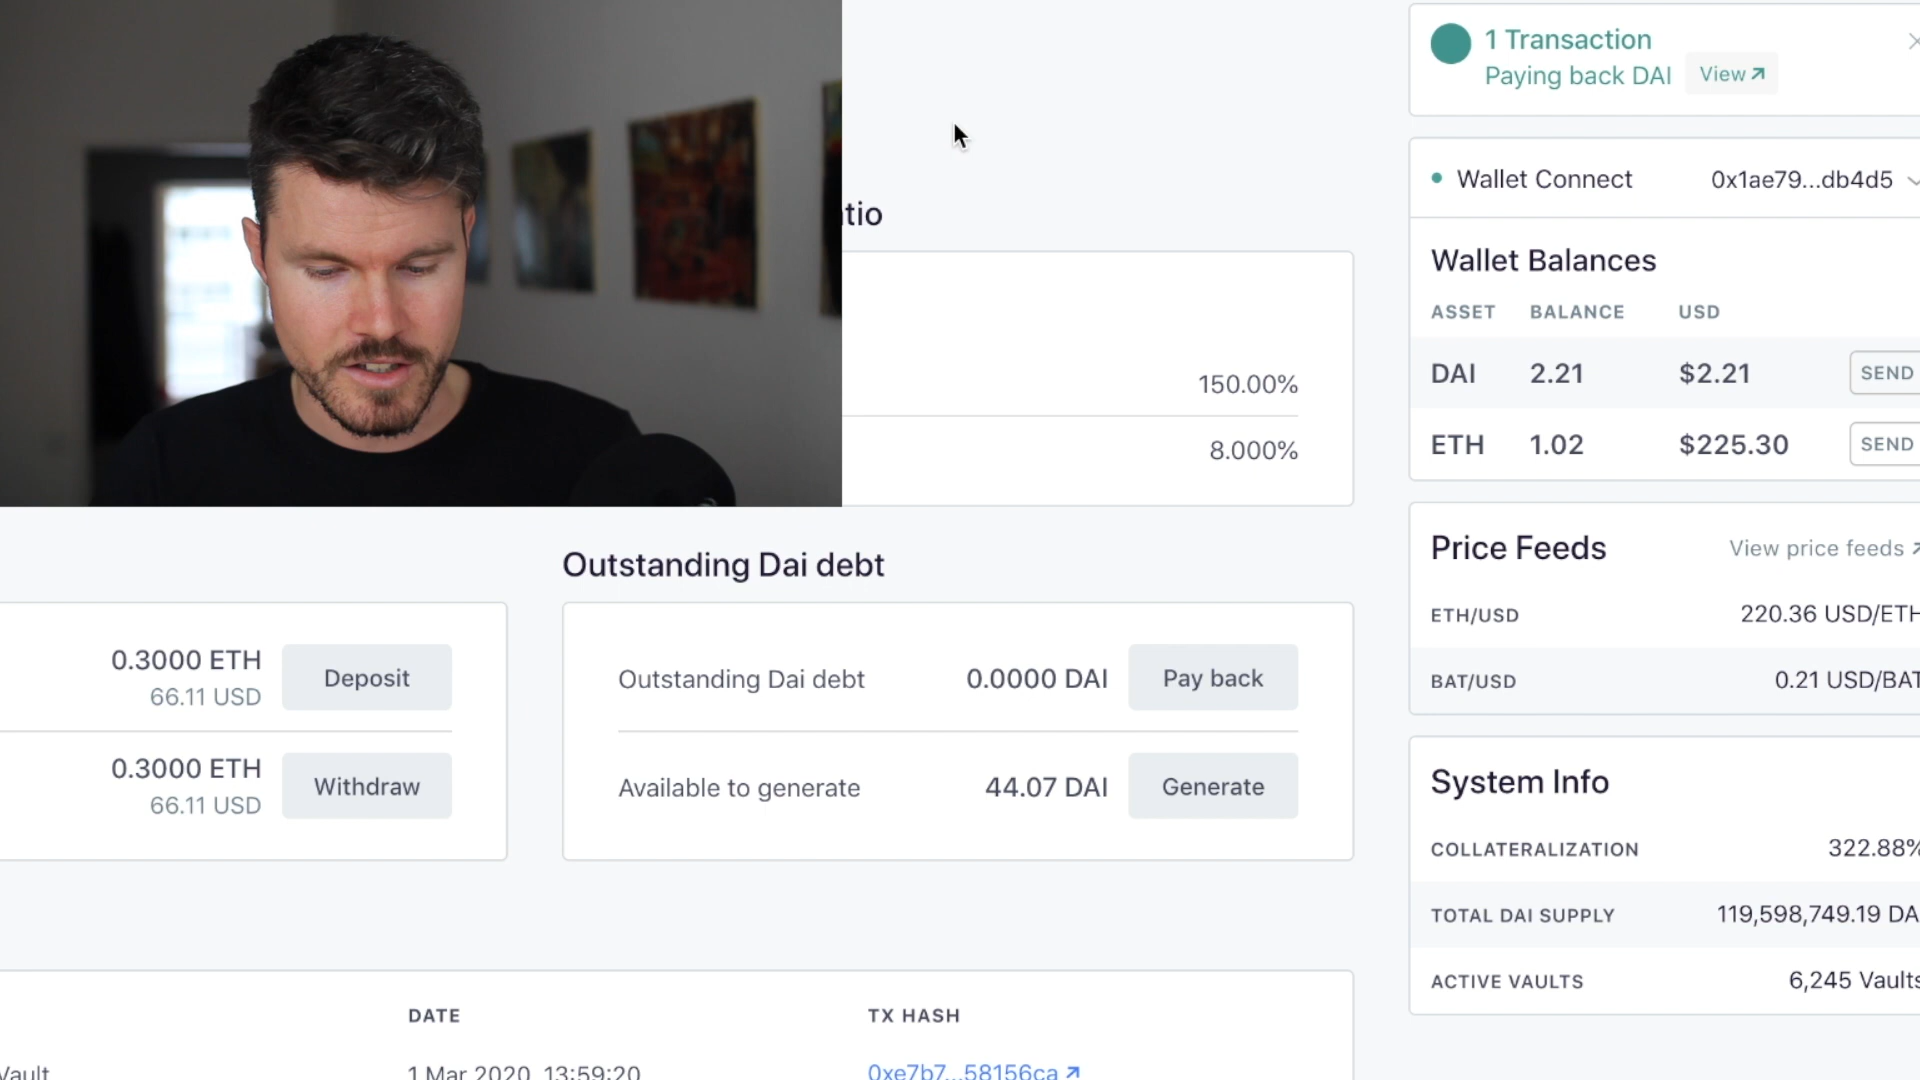 1 Transaction
Paying back DAI View
Wallet Connect 0x1ae79...db4d5
tio
Wallet Balances
ASSET BALANCE USD
150.00%
DAI 2.21 $2.21 SEND
8.000%
ETH 1.02 $225.30 SEND
Price Feeds View price feeds
ETH/USD 220.36 USD/ETH
BAT/USD 0.21 USD/BAT
Outstanding Dai debt
0.3000 ETH Deposit
66.11 USD
0.3000 ETH Withdraw
66.11 USD
Outstanding Dai debt 0.0000 DAI Pay back
Available to generate 44.07 DAI Generate
System Info
COLLATERALIZATION 322.88%
TOTAL DAI SUPPLY 119,598,749.19 DA
ACTIVE VAULTS 6,245 Vaults
DATE TX HASH
Vault 1 Mar 2020, 13:59:20 0xe7b7...58156ca